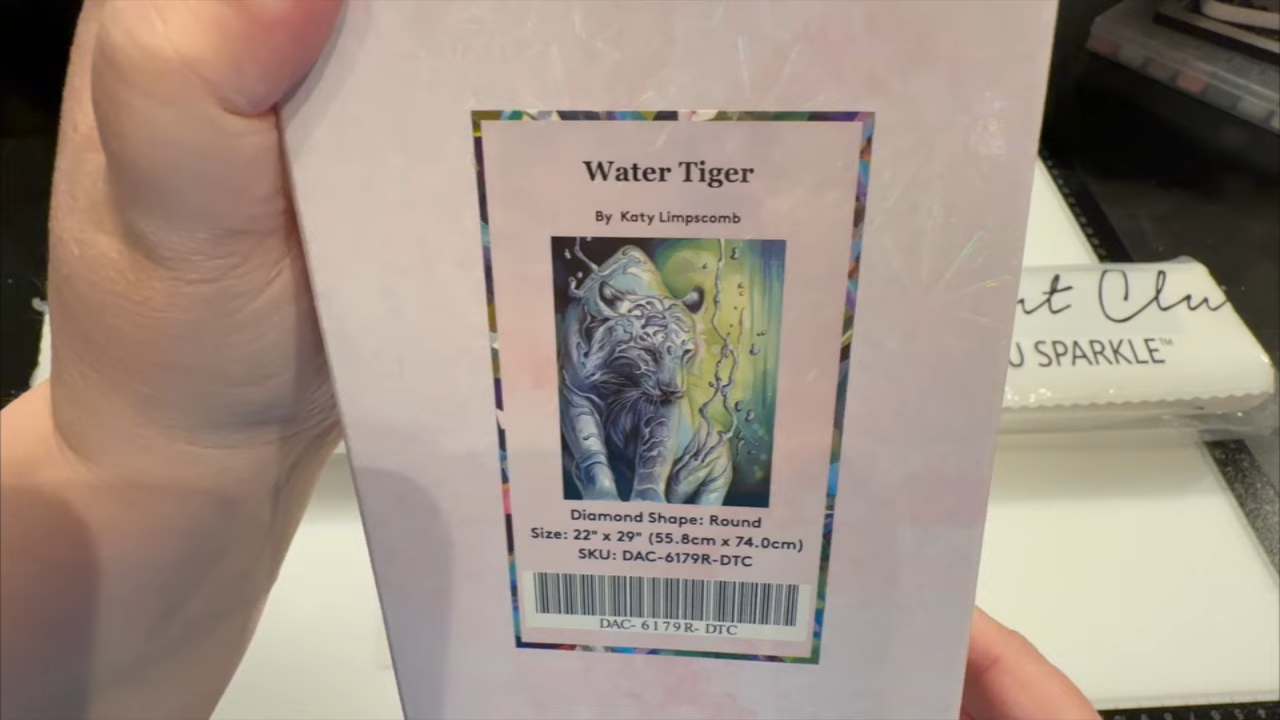 Water Tiger
By Katy Limpscomb
Diamond Shape: Round
Size: 22" x 29" (55.8cm x 74.0cm)
SKU: DAC-6179R-DTC
DAC- 6179R- DTC
SPARKLE™